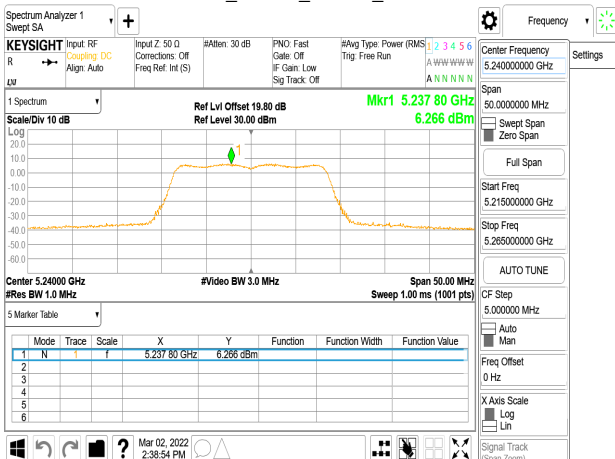 Spectrum Analyzer 1
Swept SA
+
Frequency
KEYSIGHT
R
Input: RF
Coupling: DC
Align: Auto
Input Z: 50 Ω
Corrections: Off
Freq Ref: Int (S)
#Atten: 30 dB
PNO: Fast
Gate: Off
IF Gain: Low
Sig Track: Off
#Avg Type: Power (RMS
Trig: Free Run
1 2 3 4 5 6
A W W W W W
A N N N N N
1 Spectrum
Scale/Div 10 dB
Ref Lvl Offset 19.80 dB
Ref Level 30.00 dBm
Mkr1 5.237 80 GHz
6.266 dBm
Log
20.0
10.0
0.00
-10.0
-20.0
-30.0
-40.0
-50.0
-60.0
1
Center 5.24000 GHz
#Res BW 1.0 MHz
#Video BW 3.0 MHz
Span 50.00 MHz
Sweep 1.00 ms (1001 pts)
5 Marker Table
Mode Trace Scale X Y Function Function Width Function Value
1 N 1 f 5.237 80 GHz 6.266 dBm
2
3
4
5
6
Mar 02, 2022
2:38:54 PM
?
Center Frequency
5.240000000 GHz
Settings
Span
50.0000000 MHz
Swept Span
Zero Span
Full Span
Start Freq
5.215000000 GHz
Stop Freq
5.265000000 GHz
AUTO TUNE
CF Step
5.000000 MHz
Auto
Man
Freq Offset
0 Hz
X Axis Scale
Log
Lin
Signal Track
(Span Zoom)